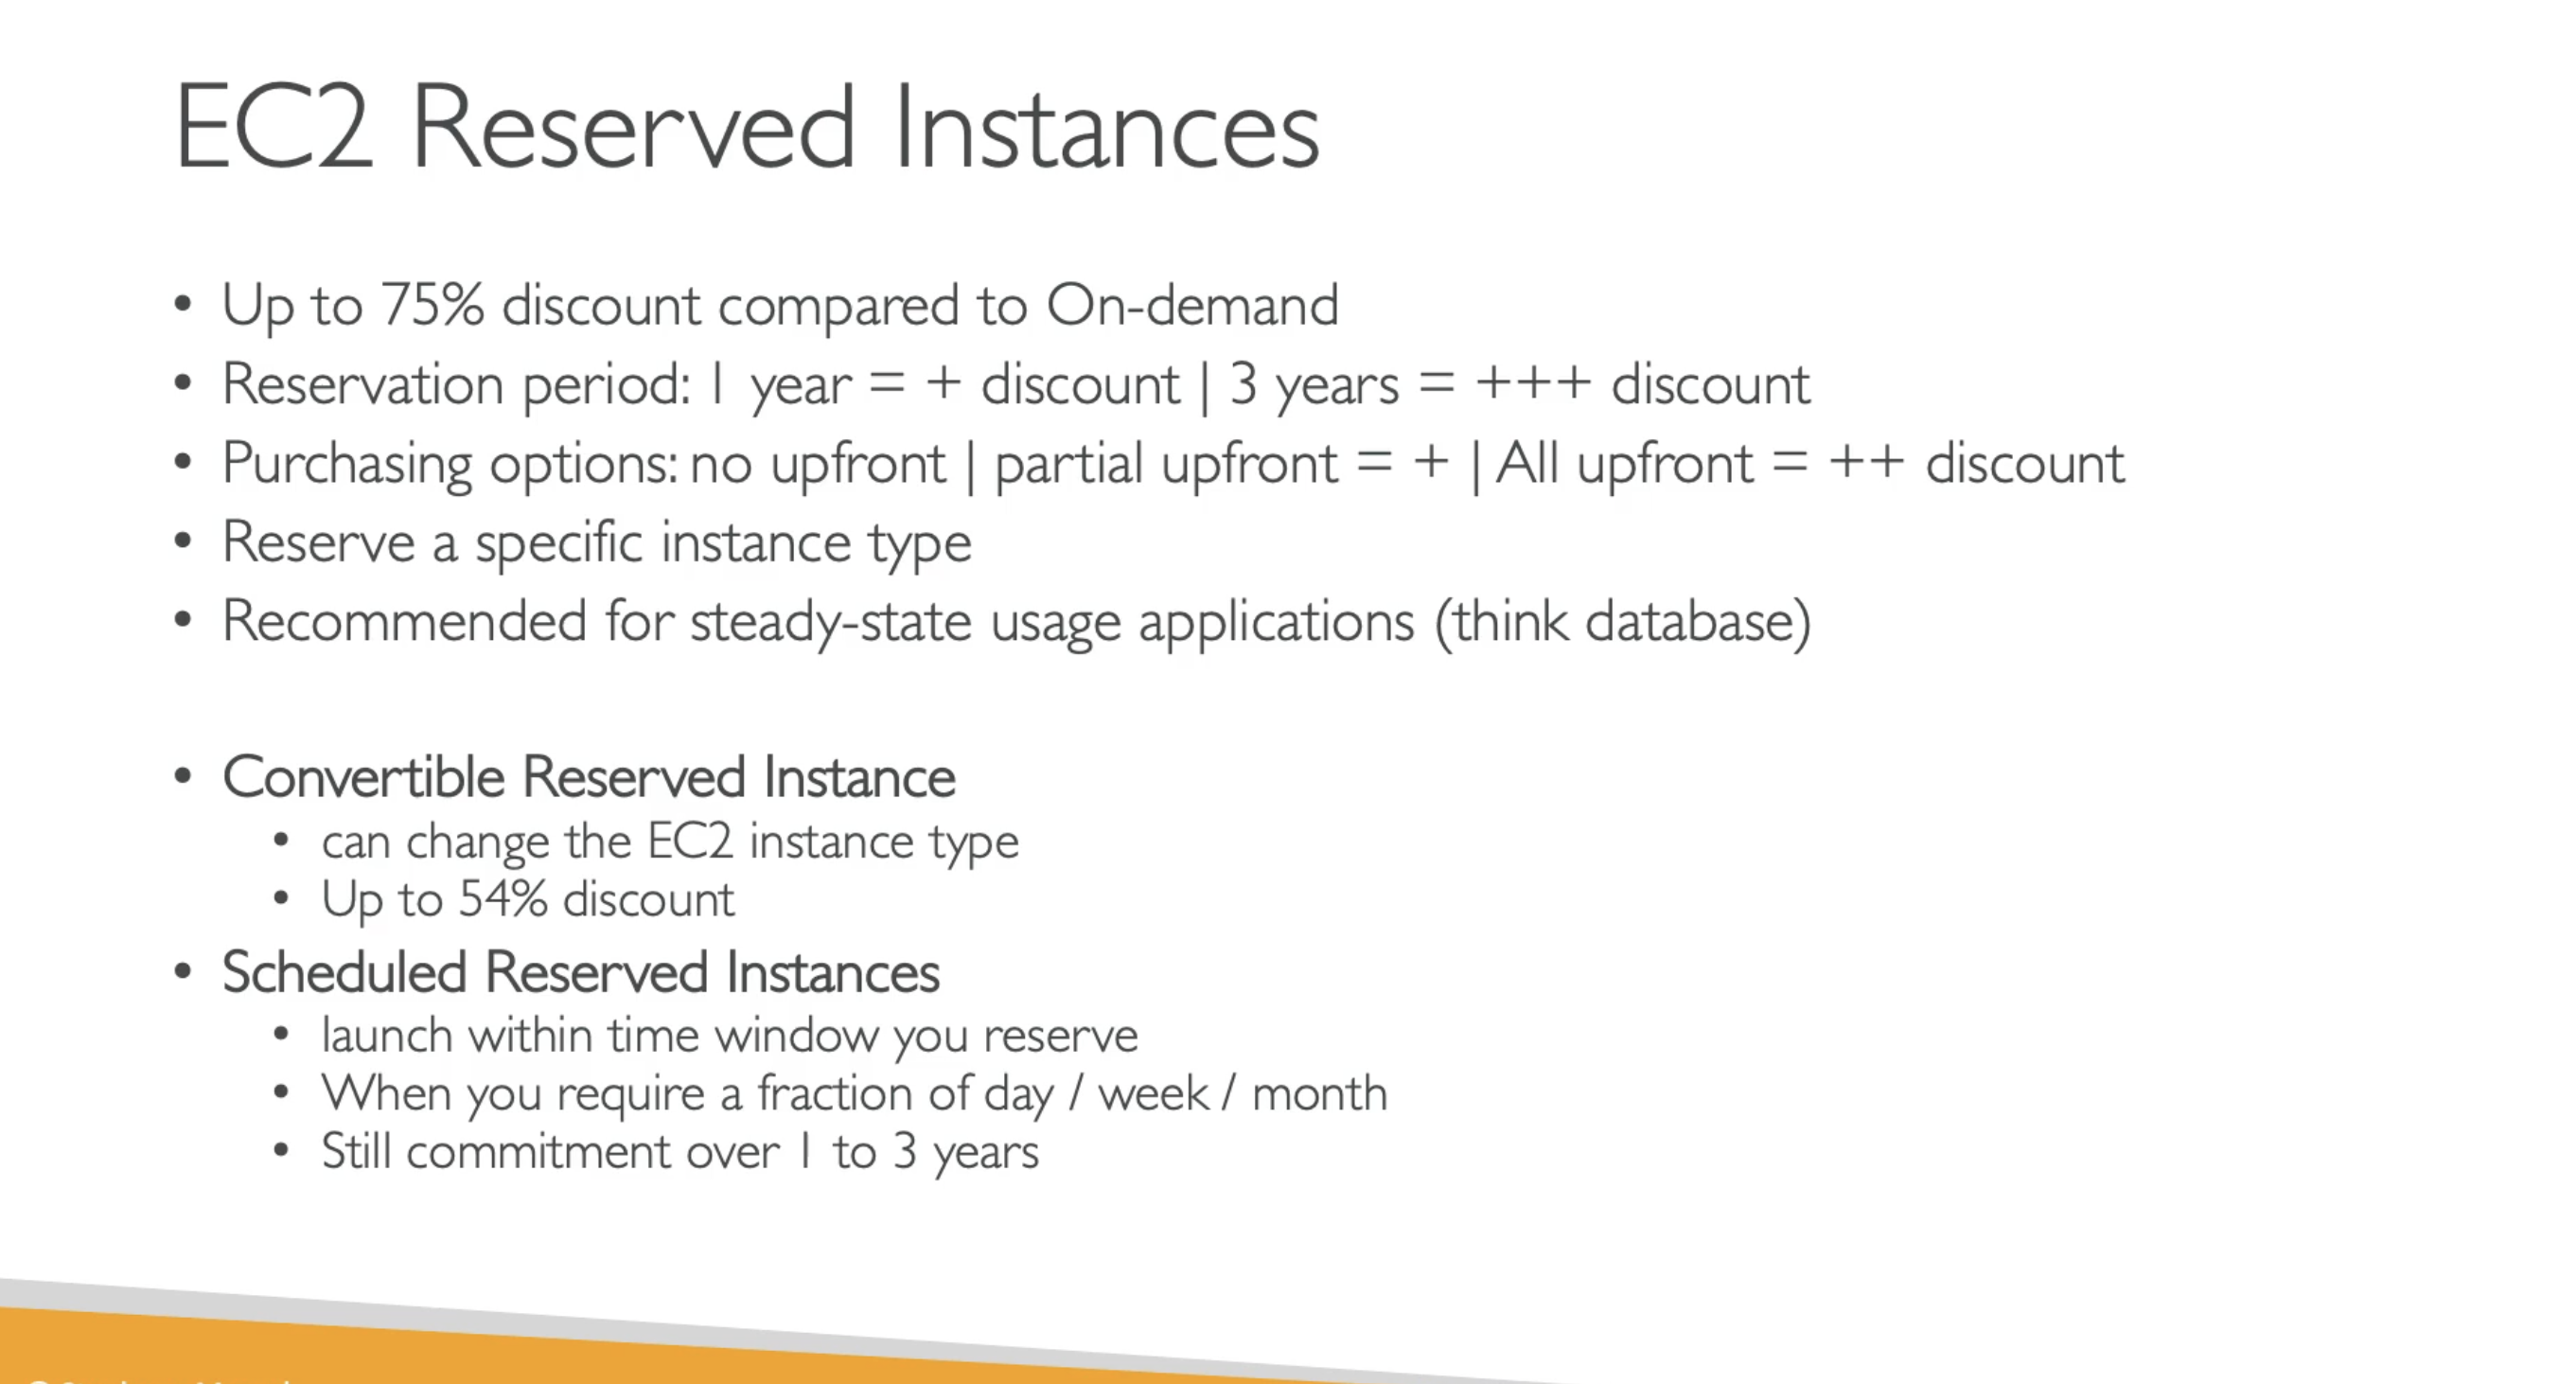 EC2 Reserved Instances
• Up to 75% discount compared to On-demand
• Reservation period: 1 year = + discount | 3 years = +++ discount
• Purchasing options: no upfront | partial upfront = + | All upfront = ++ discount
• Reserve a specific instance type
• Recommended for steady-state usage applications (think database)
• Convertible Reserved Instance
• can change the EC2 instance type
• Up to 54% discount
• Scheduled Reserved Instances
• launch within time window you reserve
• When you require a fraction of day / week / month
• Still commitment over 1 to 3 years